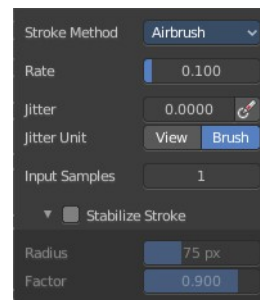 Stroke Method Airbrush
Rate 0.100
Jitter 0.0000
Jitter Unit View Brush
Input Samples 1
Stabilize Stroke
Radius 75 px
Factor 0.900